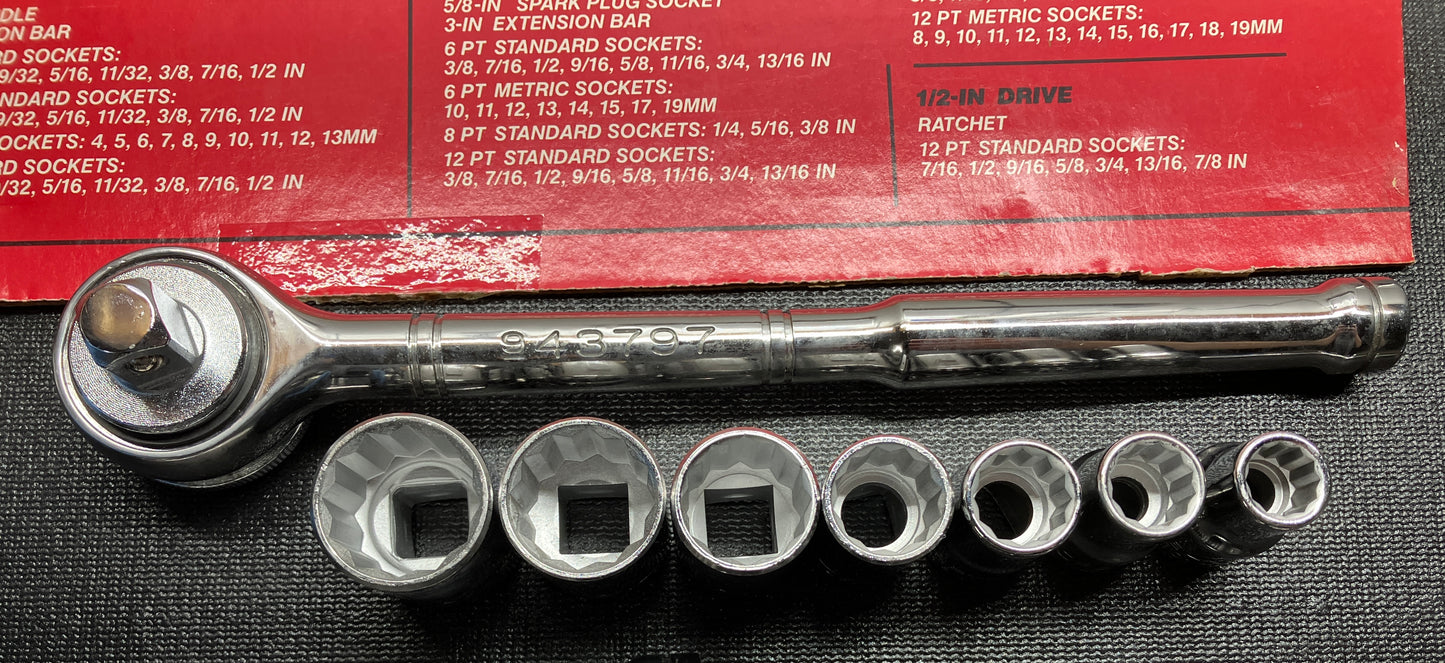 DLE
ON BAR
RD SOCKETS:
9/32, 5/16, 11/32, 3/8, 7/16, 1/2 IN
NDARD SOCKETS:
9/32, 5/16, 11/32, 3/8, 7/16, 1/2 IN
SOCKETS: 4, 5, 6, 7, 8, 9, 10, 11, 12, 13MM
RD SOCKETS:
/32, 5/16, 11/32, 3/8, 7/16, 1/2 IN
5/8-IN SPARK PLUG SOCKET
3-IN EXTENSION BAR
6 PT STANDARD SOCKETS:
3/8, 7/16, 1/2, 9/16, 5/8, 11/16, 3/4, 13/16 IN
6 PT METRIC SOCKETS:
10, 11, 12, 13, 14, 15, 17, 19MM
8 PT STANDARD SOCKETS: 1/4, 5/16, 3/8 IN
12 PT STANDARD SOCKETS:
3/8, 7/16, 1/2, 9/16, 5/8, 11/16, 3/4, 13/16 IN
12 PT METRIC SOCKETS:
8, 9, 10, 11, 12, 13, 14, 15, 16, 17, 18, 19MM
1/2-IN DRIVE
RATCHET
12 PT STANDARD SOCKETS:
7/16, 1/2, 9/16, 5/8, 3/4, 13/16, 7/8 IN
943797